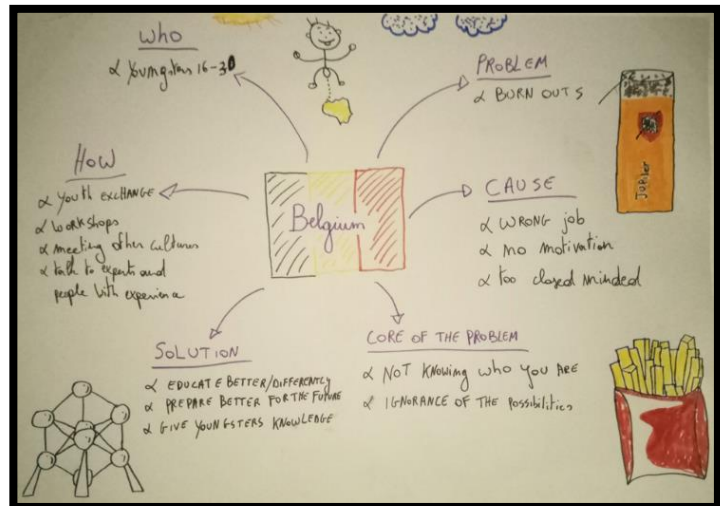 WHO
α Youngsters 16-30
PROBLEM
α BURN OUTS
Jupiler
HOW
α YOUTH EXCHANGE
α WORKSHOPS
α meeting other cultures
α talk to experts and
people with experience
Belgium
CAUSE
α WRONG job
α no motivation
α too closed minded
SOLUTION
α EDUCATE BETTER/DIFFERENTLY
α PREPARE BETTER FOR THE FUTURE
α GIVE YOUNGSTERS KNOWLEDGE
CORE OF THE PROBLEM
α NOT KNOWING WHO YOU ARE
α IGNORANCE OF THE POSSIBILITIES